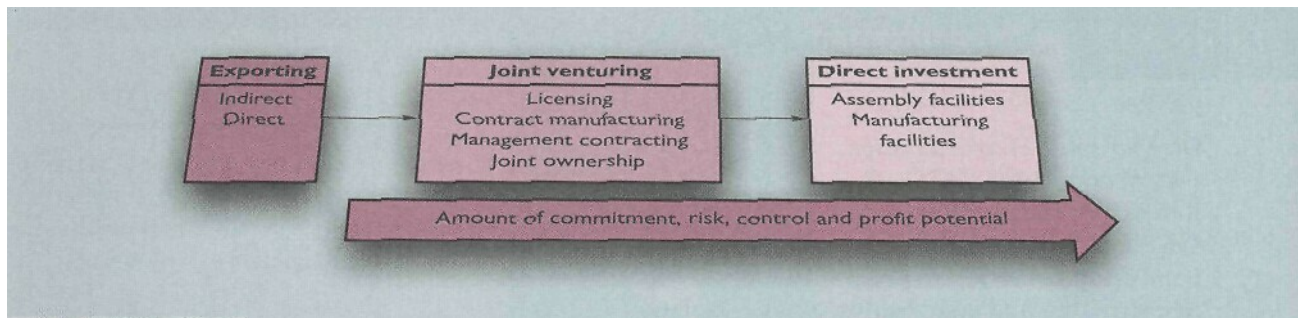 Exporting
Indirect
Direct
Joint venturing
Licensing
Contract manufacturing
Management contracting
Joint ownership
Direct investment
Assembly facilities
Manufacturing
facilities
Amount of commitment, risk, control and profit potential